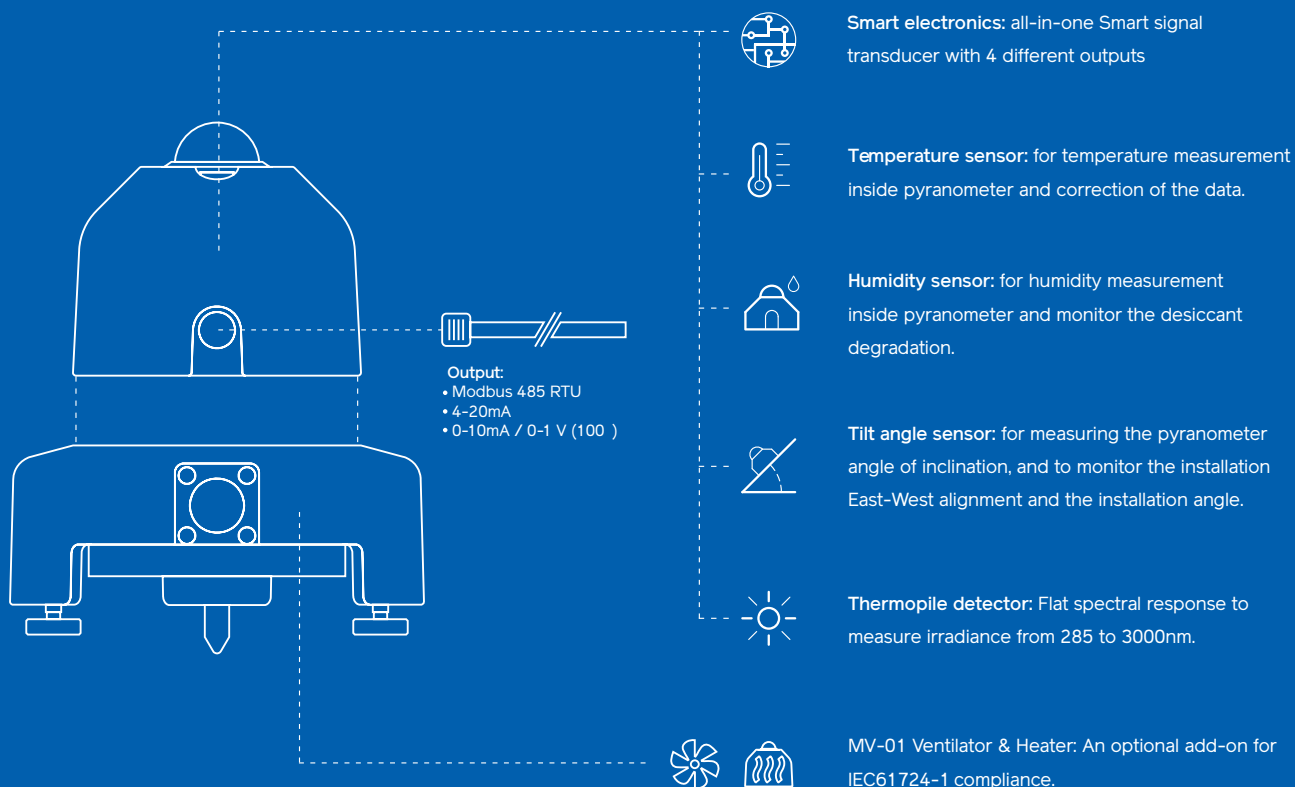 Smart electronics: all-in-one Smart signal
transducer with 4 different outputs
Temperature sensor: for temperature measurement
inside pyranometer and correction of the data.
Humidity sensor: for humidity measurement
inside pyranometer and monitor the desiccant
degradation.
Output:
• Modbus 485 RTU
• 4-20mA
• 0-10mA / 0-1 V (100 )
Tilt angle sensor: for measuring the pyranometer
angle of inclination, and to monitor the installation
East-West alignment and the installation angle.
Thermopile detector: Flat spectral response to
measure irradiance from 285 to 3000nm.
MV-01 Ventilator & Heater: An optional add-on for
IEC61724-1 compliance.